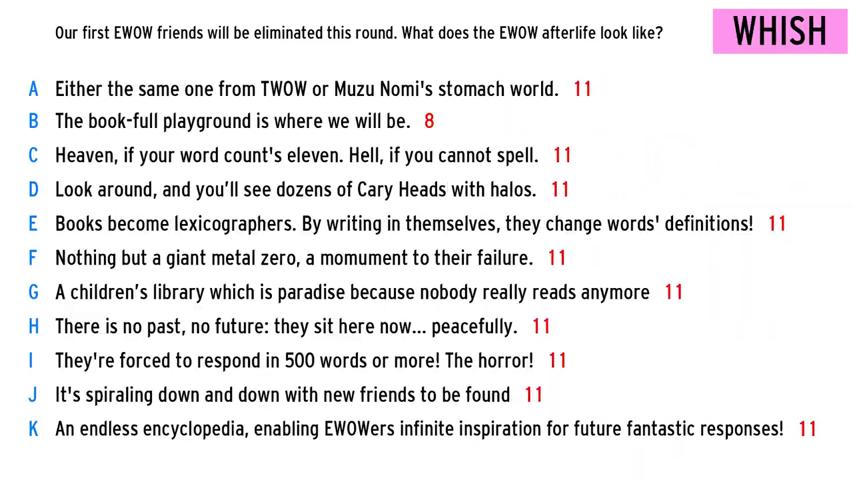 Our first EWOW friends will be eliminated this round. What does the EWOW afterlife look like?
WHISH
A Either the same one from TWOW or Muzu Nomi's stomach world. 11
B The book-full playground is where we will be. 8
C Heaven, if your word count's eleven. Hell, if you cannot spell. 11
D Look around, and you’ll see dozens of Cary Heads with halos. 11
E Books become lexicographers. By writing in themselves, they change words' definitions! 11
F Nothing but a giant metal zero, a momument to their failure. 11
G A children’s library which is paradise because nobody really reads anymore 11
H There is no past, no future: they sit here now... peacefully. 11
I They're forced to respond in 500 words or more! The horror! 11
J It's spiraling down and down with new friends to be found 11
K An endless encyclopedia, enabling EWOWers infinite inspiration for future fantastic responses! 11